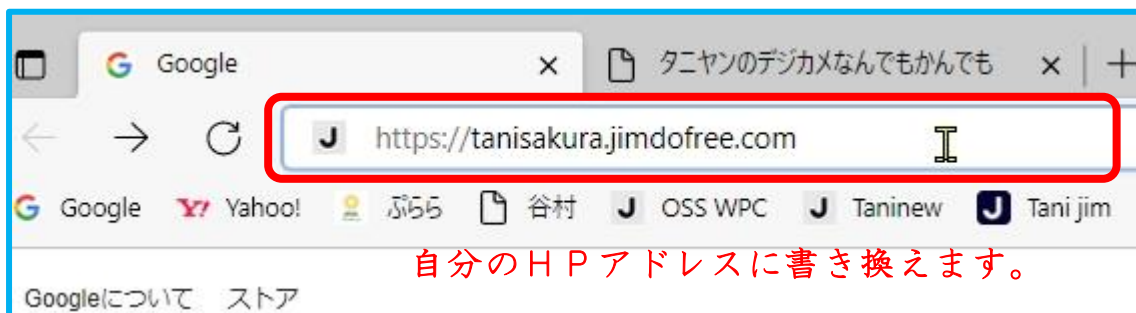 Google タニヤンのデジカメなんでもかんでも
https://tanisakura.jimdofree.com
Google Yahoo! ぷらら 谷村 OSS WPC Taninew Tani jim
自分のＨＰアドレスに書き換えます。
Googleについて ストア